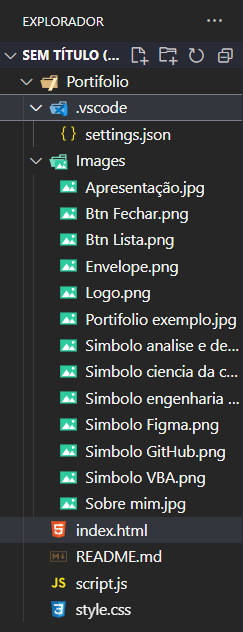 EXPLORADOR
SEM TÍTULO (...
Portifolio
.vscode
settings.json
Images
Apresentação.jpg
Btn Fechar.png
Btn Lista.png
Envelope.png
Logo.png
Portifolio exemplo.jpg
Simbolo analise e de...
Simbolo ciencia da c...
Simbolo engenharia ...
Simbolo Figma.png
Simbolo GitHub.png
Simbolo VBA.png
Sobre mim.jpg
index.html
README.md
JS script.js
style.css